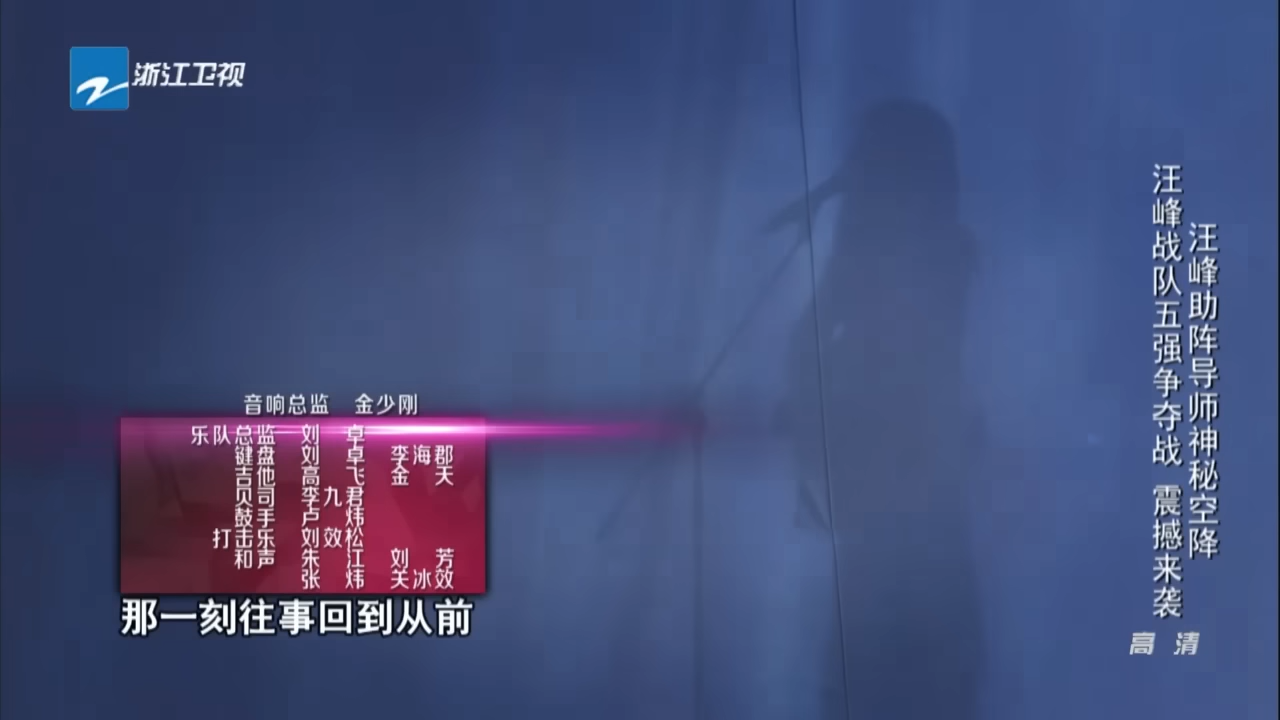 浙江卫视
汪峰助阵导师神秘空降
汪峰战队五强争夺战 震撼来袭
音响总监 金少刚
乐队总监 刘卓
键盘 刘卓 李海郡
吉他 高飞 金天
贝司 李九君
鼓手 卢炜
打击乐 刘效松
和声 朱江 刘芳
张炜 关冰效
那一刻往事回到从前
高清